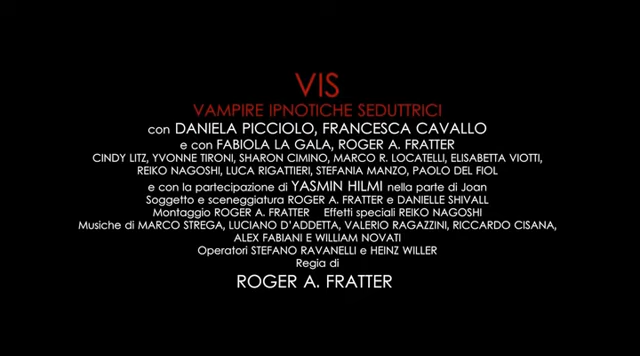 VIS
VAMPIRE IPNOTICHE SEDUTTRICI
con DANIELA PICCIOLO, FRANCESCA CAVALLO
e con FABIOLA LA GALA, ROGER A. FRATTER
CINDY LITZ, YVONNE TIRONI, SHARON CIMINO, MARCO R. LOCATELLI, ELISABETTA VIOTTI,
REIKO NAGOSHI, LUCA RIGATTIERI, STEFANIA MANZO, PAOLO DEL FIOL
e con la partecipazione di YASMIN HILMI nella parte di Joan
Soggetto e sceneggiatura ROGER A. FRATTER e DANIELLE SHIVALL
Montaggio ROGER A. FRATTER Effetti speciali REIKO NAGOSHI
Musiche di MARCO STREGA, LUCIANO D'ADDETTA, VALERIO RAGAZZINI, RICCARDO CISANA,
ALEX FABIANI E WILLIAM NOVATI
Operatori STEFANO RAVANELLI e HEINZ WILLER
Regia di
ROGER A. FRATTER